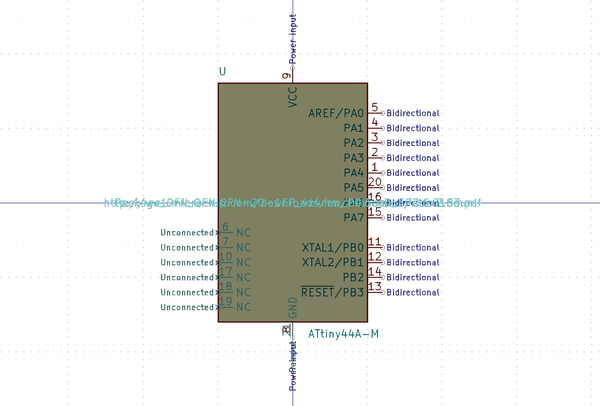 Power input
U
9
VCC
AREF/PA0 5 Bidirectional
PA1 4 Bidirectional
PA2 3 Bidirectional
PA3 2 Bidirectional
PA4 1 Bidirectional
PA5 20 Bidirectional
16
PA7 15 Bidirectional
Unconnected 6 NC
Unconnected 7 NC
XTAL1/PB0 11 Bidirectional
Unconnected 10 NC
XTAL2/PB1 12 Bidirectional
Unconnected 17 NC
PB2 14 Bidirectional
Unconnected 18 NC
RESET/PB3 13 Bidirectional
Unconnected 19 NC
GND
ATtiny44A-M
Power input